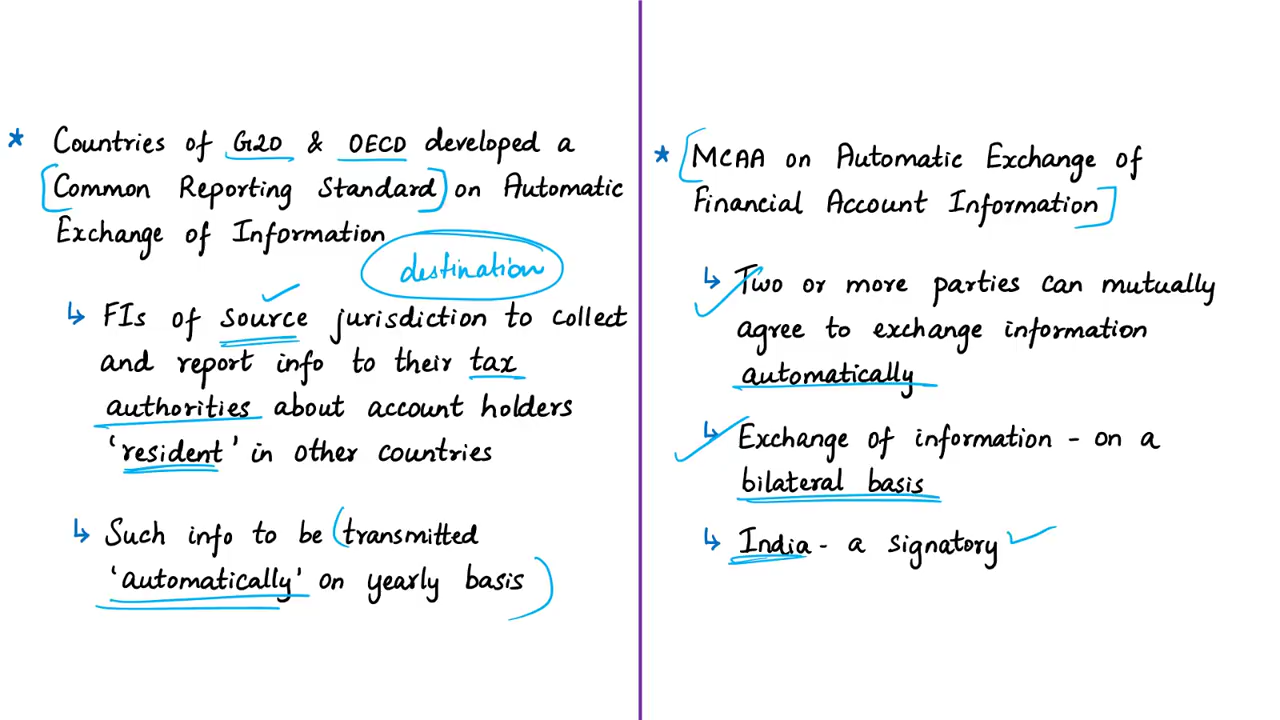 * Countries of G20 & OECD developed a
Common Reporting Standard on Automatic
Exchange of Information
destination
↳ FIs of source jurisdiction to collect
and report info to their tax
authorities about account holders
'resident' in other countries
↳ Such info to be (transmitted
'automatically' on yearly basis)
* [MCAA on Automatic Exchange of
Financial Account Information]
↳ Two or more parties can mutually
agree to exchange information
automatically
↳ Exchange of information - on a
bilateral basis
↳ India - a signatory